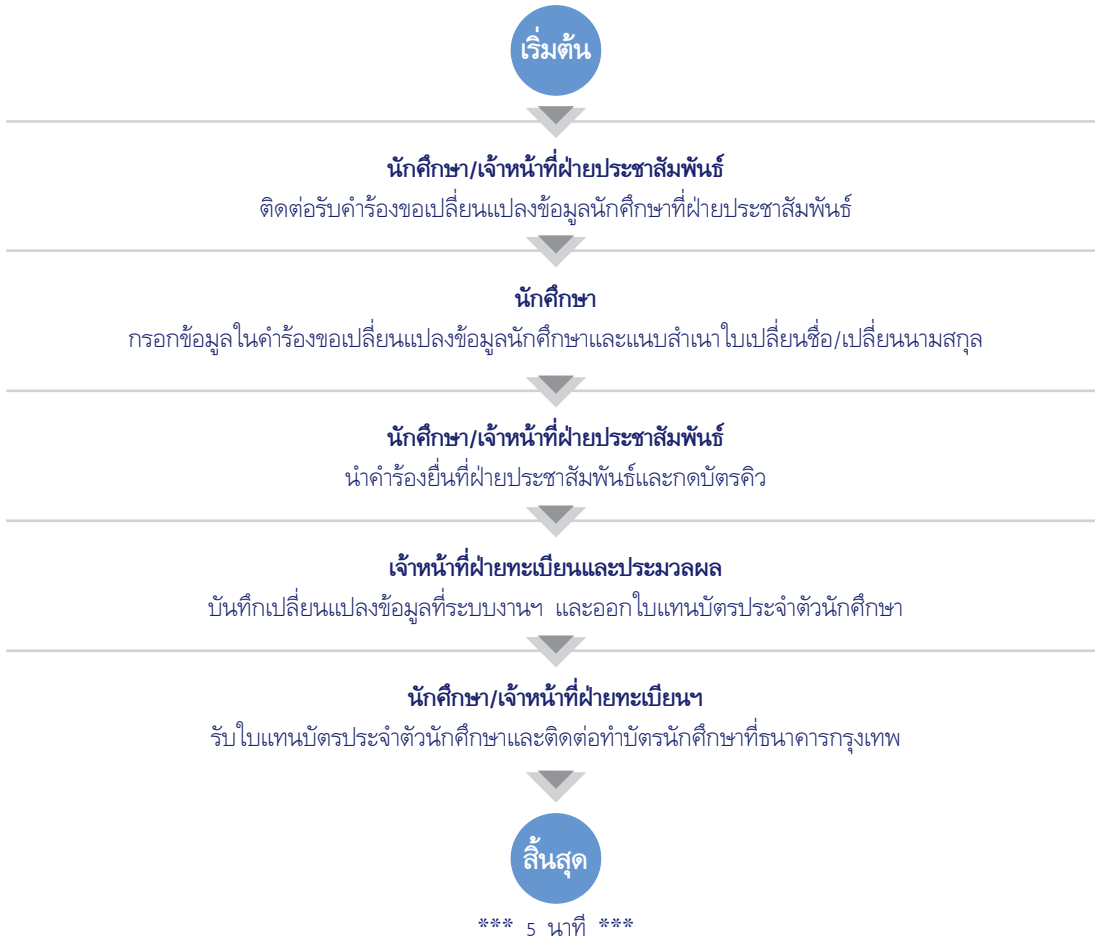 เริ่มต้น
นักศึกษา/เจ้าหน้าที่ฝ่ายประชาสัมพันธ์
ติดต่อรับคำร้องขอเปลี่ยนแปลงข้อมูลนักศึกษาที่ฝ่ายประชาสัมพันธ์
นักศึกษา
กรอกข้อมูลในคำร้องขอเปลี่ยนแปลงข้อมูลนักศึกษาและแนบสำเนาใบเปลี่ยนชื่อ/เปลี่ยนนามสกุล
นักศึกษา/เจ้าหน้าที่ฝ่ายประชาสัมพันธ์
นำคำร้องยื่นที่ฝ่ายประชาสัมพันธ์และกดบัตรคิว
เจ้าหน้าที่ฝ่ายทะเบียนและประมวลผล
บันทึกเปลี่ยนแปลงข้อมูลที่ระบบงานฯ และออกใบแทนบัตรประจำตัวนักศึกษา
นักศึกษา/เจ้าหน้าที่ฝ่ายทะเบียนฯ
รับใบแทนบัตรประจำตัวนักศึกษาและติดต่อทำบัตรนักศึกษาที่ธนาคารกรุงเทพ
สิ้นสุด
*** 5 นาที ***